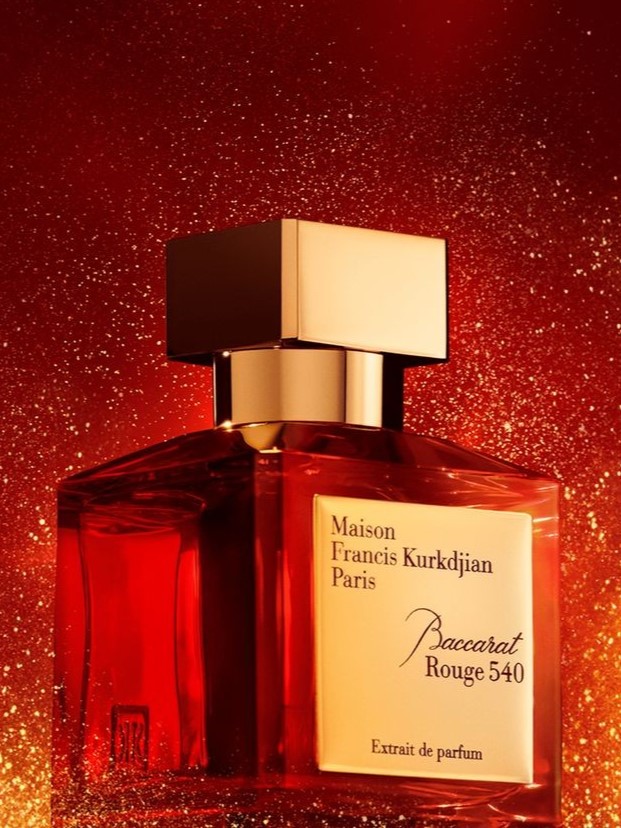 Maison
Francis Kurkdjian
Paris
Baccarat
Rouge 540
Extrait de parfum